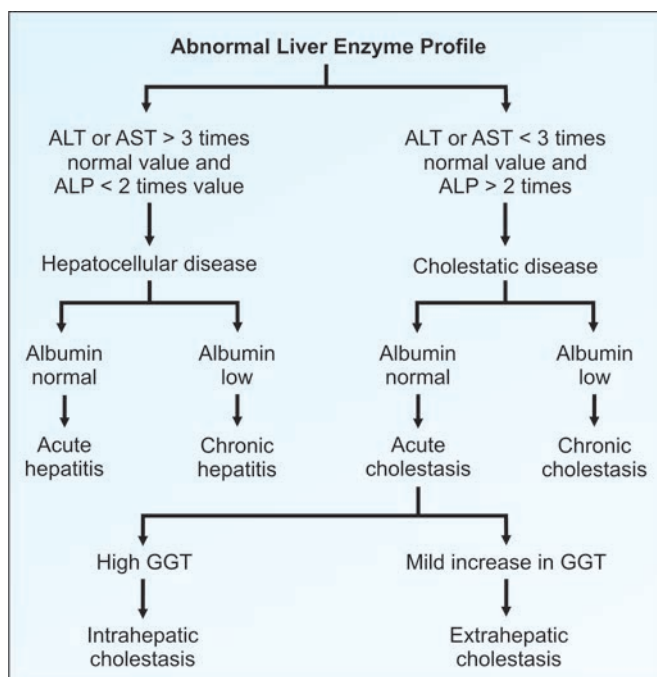 Abnormal Liver Enzyme Profile
ALT or AST > 3 times
normal value and
ALP < 2 times value
ALT or AST < 3 times
normal value and
ALP > 2 times
Hepatocellular disease
Cholestatic disease
Albumin
normal
Albumin
low
Albumin
normal
Albumin
low
Acute
hepatitis
Chronic
hepatitis
Acute
cholestasis
Chronic
cholestasis
High GGT
Mild increase in GGT
Intrahepatic
cholestasis
Extrahepatic
cholestasis